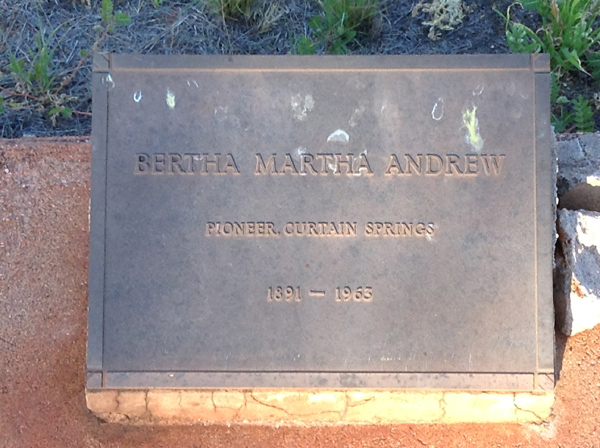 BERTHA MARTHA ANDREW
PIONEER. CURTAIN SPRINGS
1891 — 1963